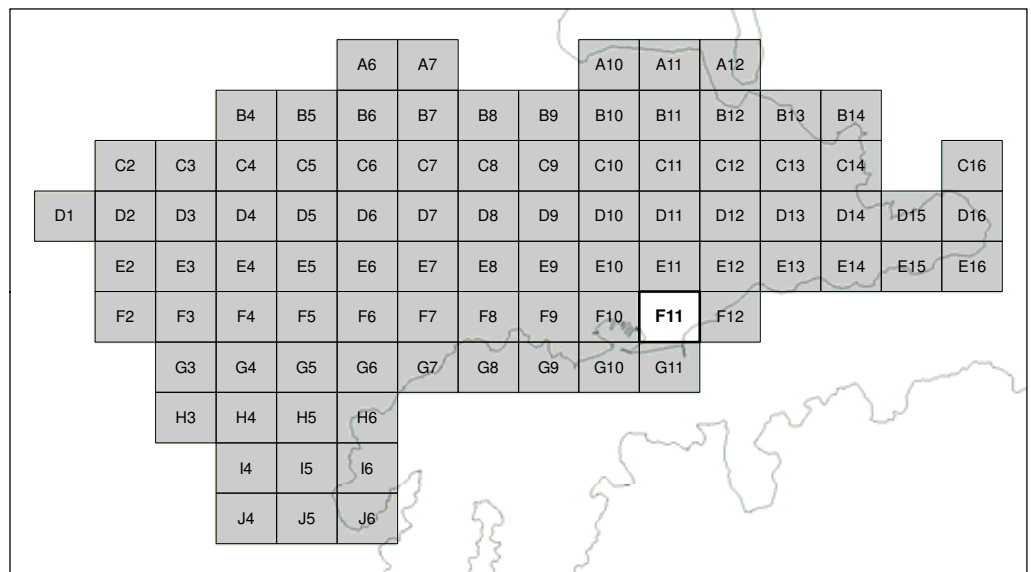 A6 A7 A10 A11 A12
B4 B5 B6 B7 B8 B9 B10 B11 B12 B13 B14
C2 C3 C4 C5 C6 C7 C8 C9 C10 C11 C12 C13 C14 C16
D1 D2 D3 D4 D5 D6 D7 D8 D9 D10 D11 D12 D13 D14 D15 D16
E2 E3 E4 E5 E6 E7 E8 E9 E10 E11 E12 E13 E14 E15 E16
F2 F3 F4 F5 F6 F7 F8 F9 F10 F11 F12
G3 G4 G5 G6 G7 G8 G9 G10 G11
H3 H4 H5 H6
I4 I5 I6
J4 J5 J6